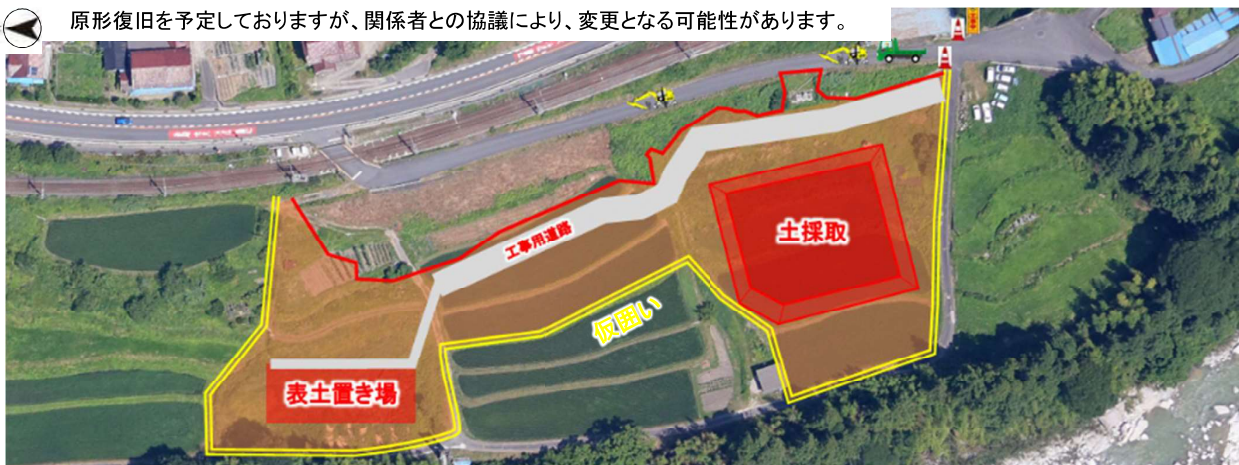 原形復旧を予定しておりますが、関係者との協議により、変更となる可能性があります。
工事用道路
土採取
仮囲い
表土置き場